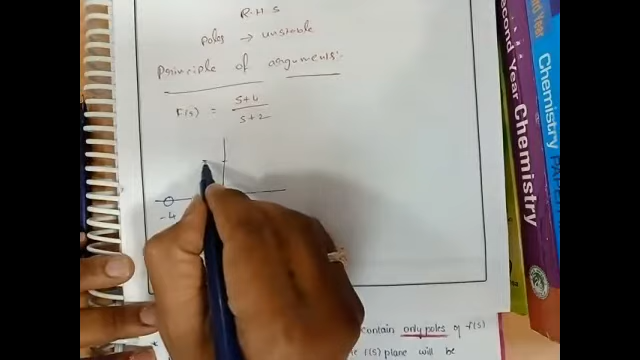 R.H.S
Poles → unstable
Principle of arguments:
F(s) = s+4 / s+2
-4
contain only poles of f(s)
f(s) plane will be
Second Year Chemistry
Chemistry